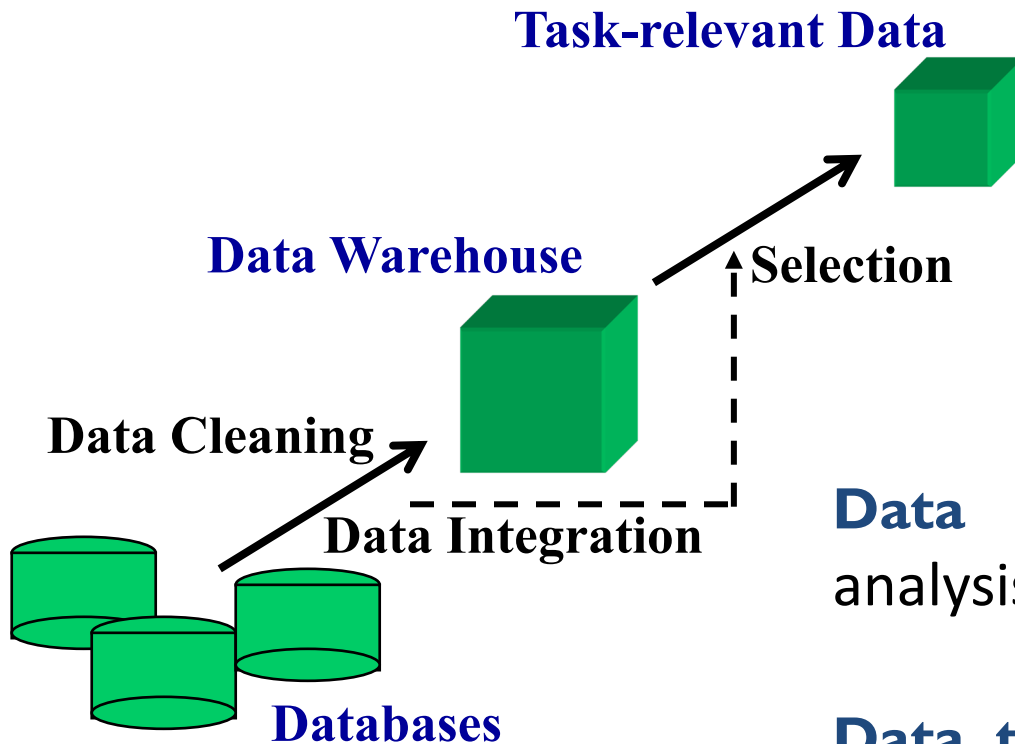 Task-relevant Data
Data Warehouse
Selection
Data Cleaning
Data Integration
Data
Databases